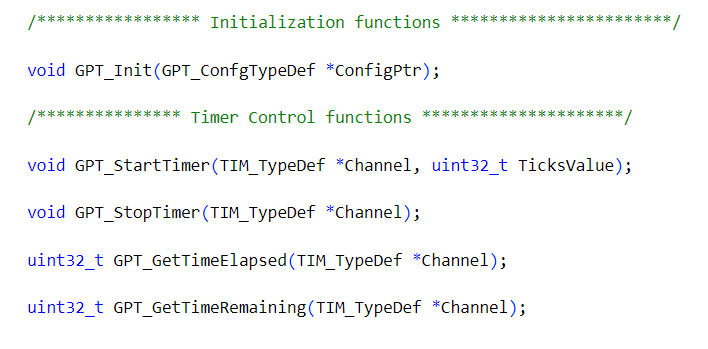 /***************** Initialization functions ***********************/
void GPT_Init(GPT_ConfgTypeDef *ConfigPtr);
/*************** Timer Control functions *********************/
void GPT_StartTimer(TIM_TypeDef *Channel, uint32_t TicksValue);
void GPT_StopTimer(TIM_TypeDef *Channel);
uint32_t GPT_GetTimeElapsed(TIM_TypeDef *Channel);
uint32_t GPT_GetTimeRemaining(TIM_TypeDef *Channel);